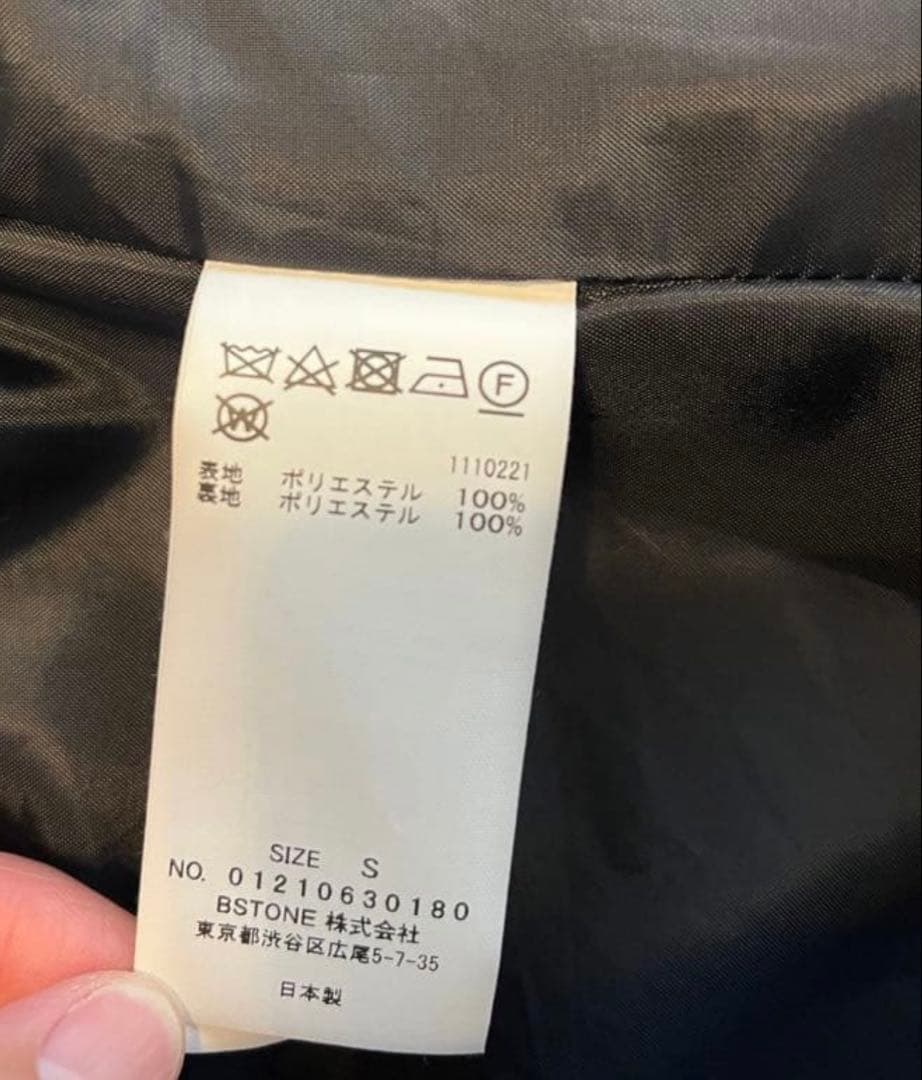 F
W
1110221
表地 ポリエステル 100%
裏地 ポリエステル 100%
SIZE S
NO. 01210630180
BSTONE 株式会社
東京都渋谷区広尾5-7-35
日本製